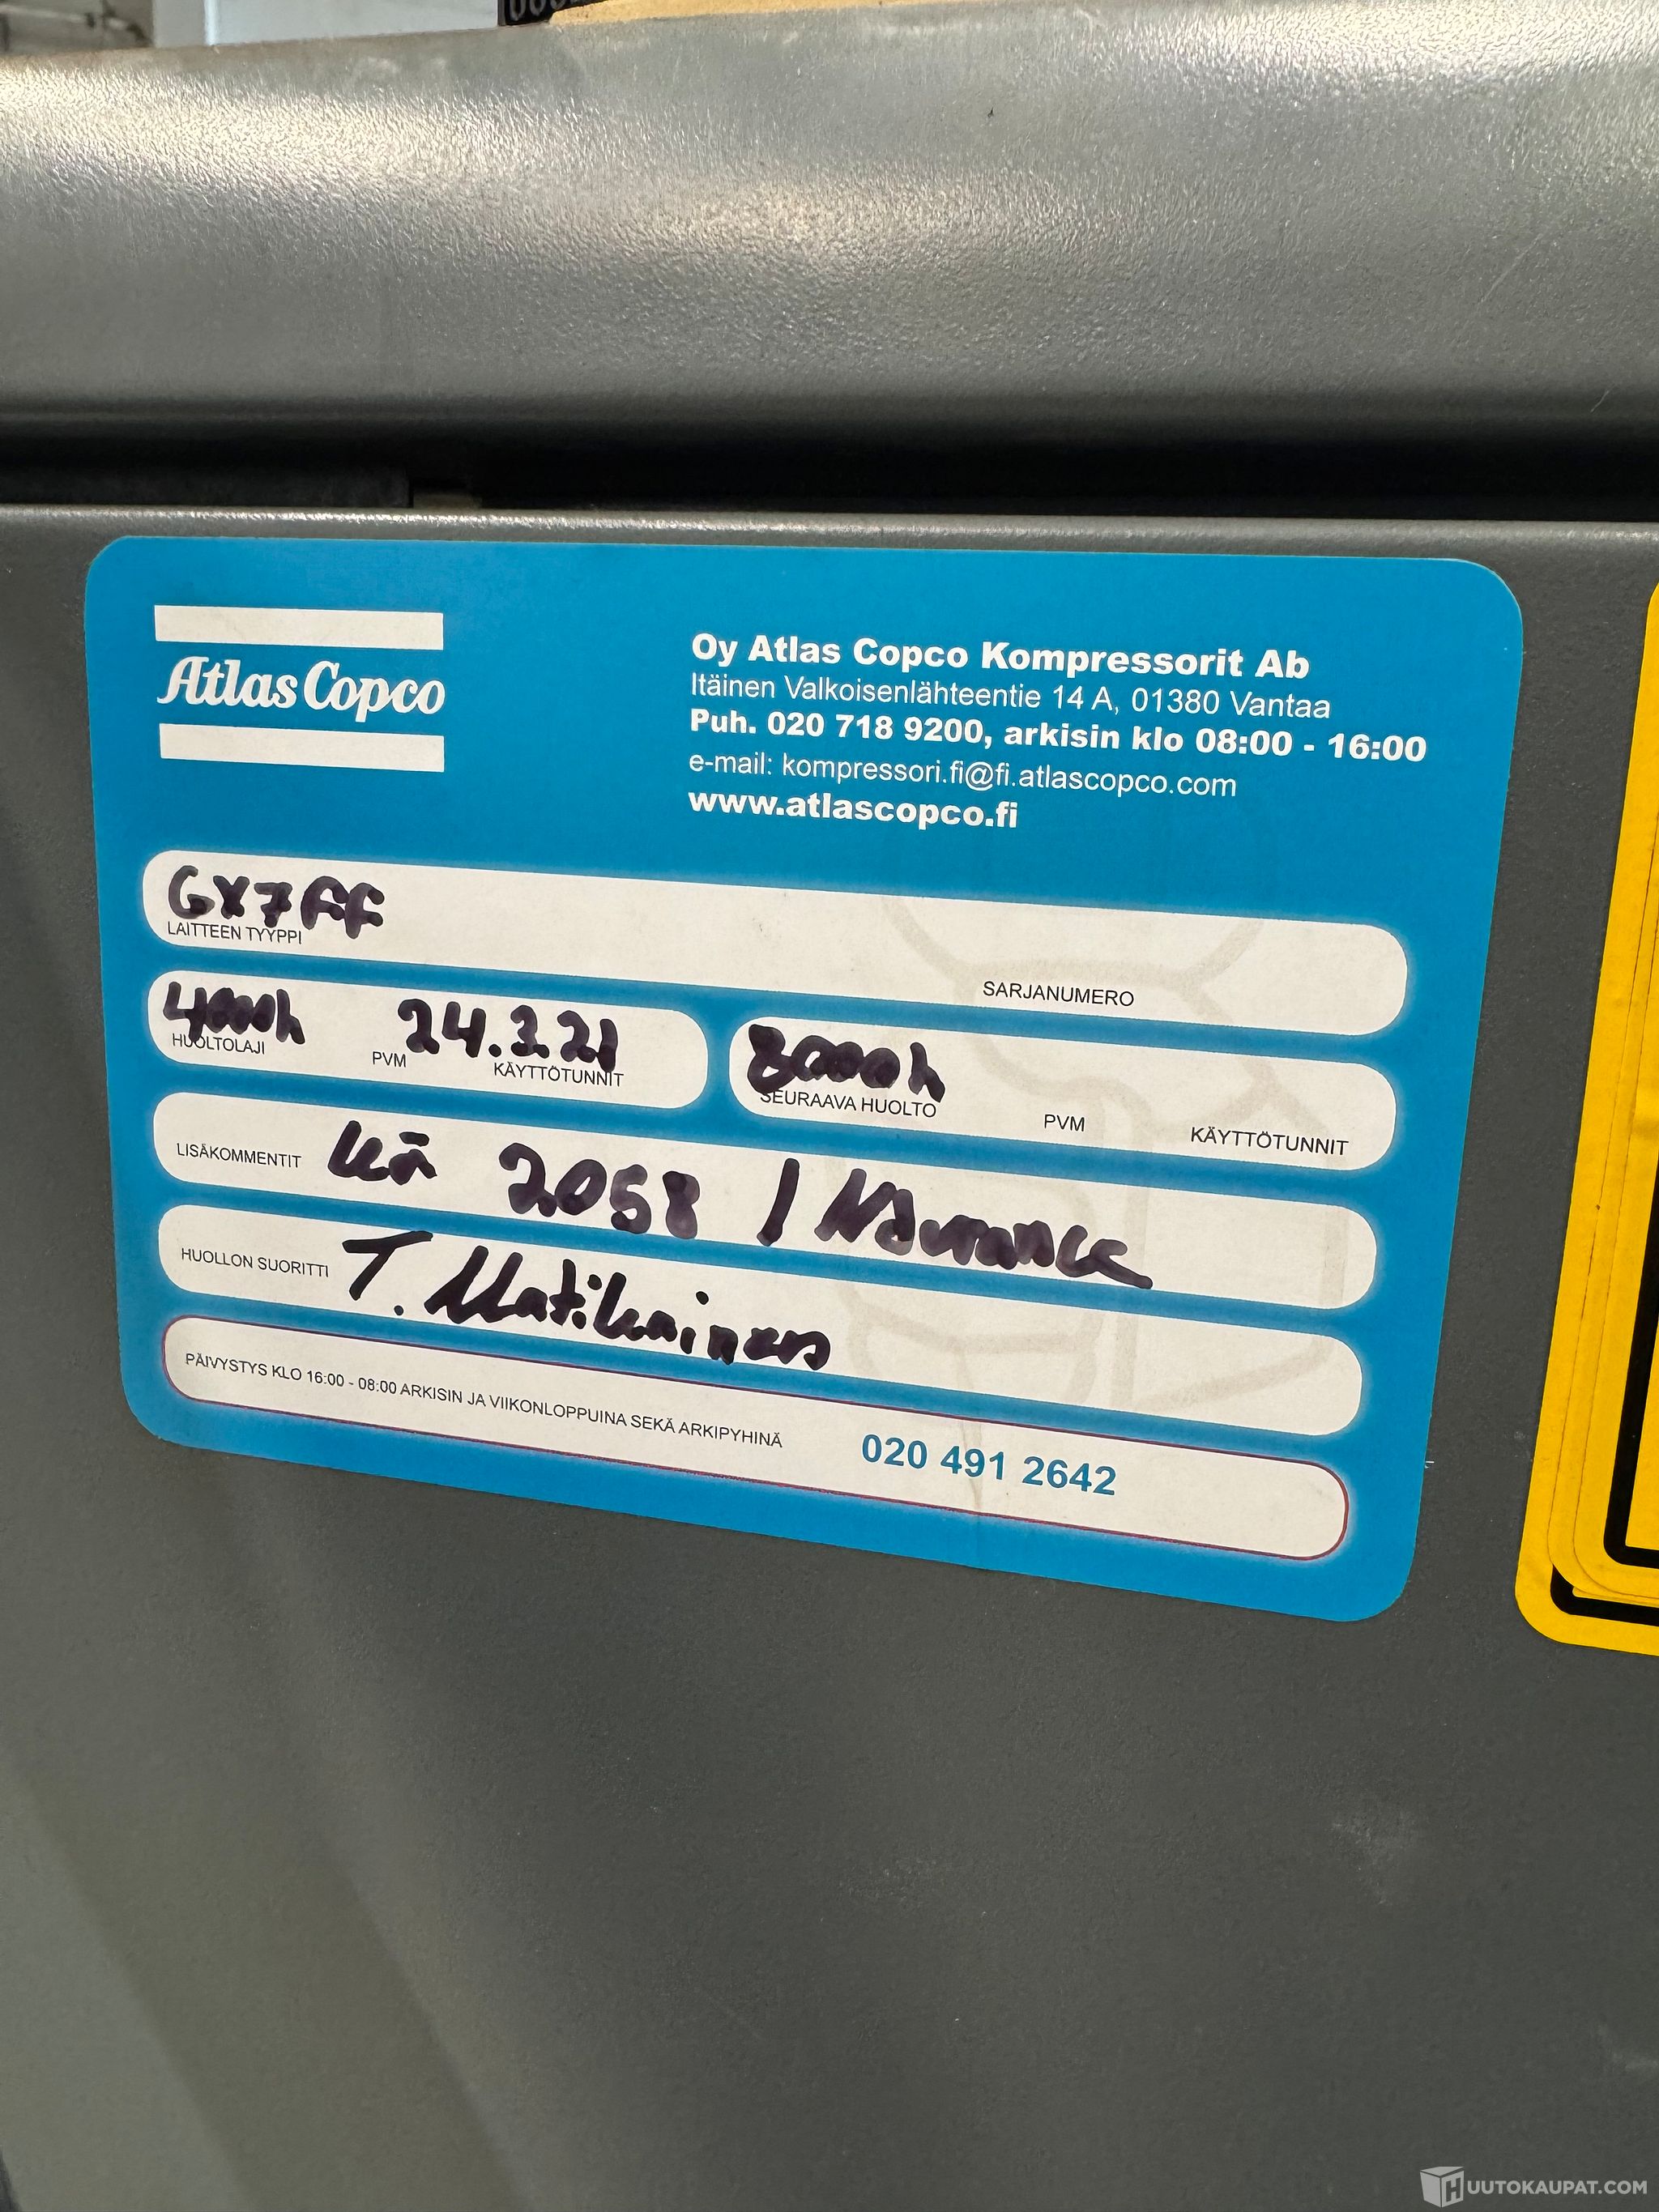 Atlas Copco
Oy Atlas Copco Kompressorit Ab
Itäinen Valkoisenlähteentie 14 A, 01380 Vantaa
Puh. 020 718 9200, arkisin klo 08:00 - 16:00
e-mail: kompressori.fi@fi.atlascopco.com
www.atlascopco.fi
GX7FF
LAITTEEN TYYPPI SARJANUMERO
4000h 24.3.21 8000h
HUOLTOLAJI PVM KÄYTTÖTUNNIT SEURAAVA HUOLTO PVM KÄYTTÖTUNNIT
LISÄKOMMENTIT 2058 /
HUOLLON SUORITTI T. Matikainen
PÄIVYSTYS KLO 16:00 - 08:00 ARKISIN JA VIIKONLOPPUINA SEKÄ ARKIPYHINÄ 020 491 2642
HUUTOKAUPAT.COM